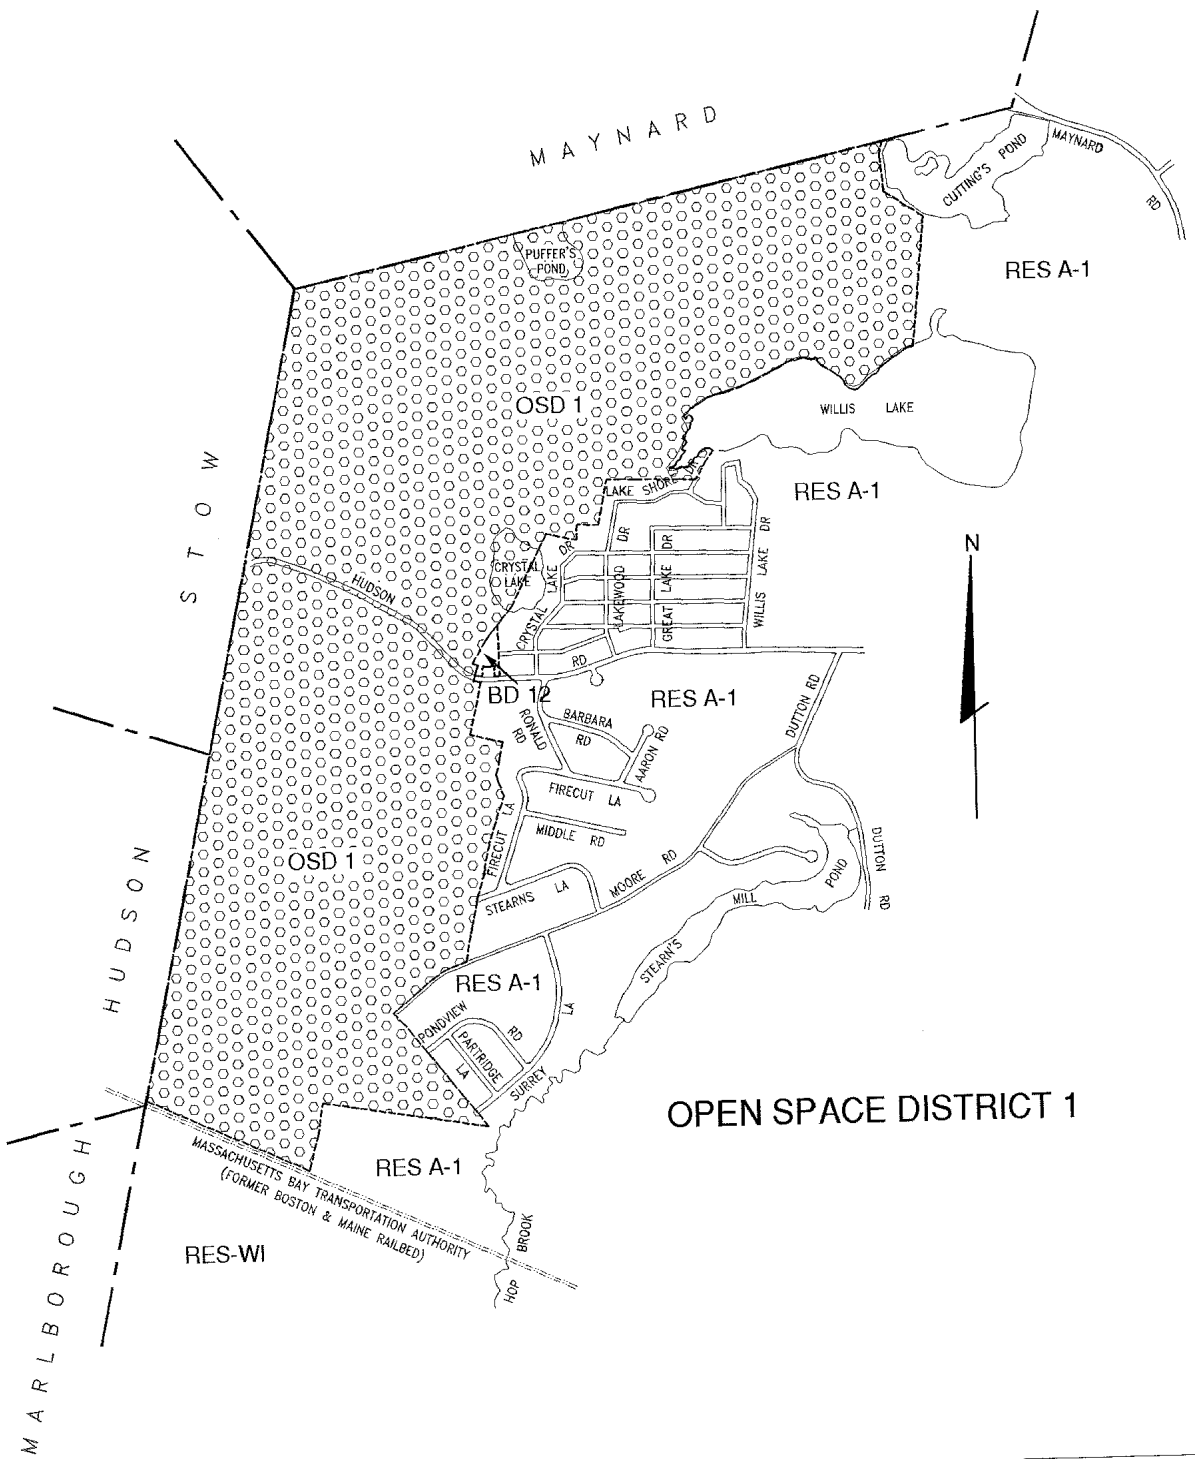 MAYNARD
CUTTING'S POND
MAYNARD
RD
PUFFER'S
POND
RES A-1
OSD 1
WILLIS LAKE
STOW
LAKE SHORE DR
RES A-1
N
CRYSTAL
LAKE
HUDSON
RD
CRYSTAL LAKE DR
LAKEWOOD DR
GREAT LAKE DR
WILLIS LAKE DR
BD 12
RES A-1
DUTTON RD
RONALD
RD
BARBARA
RD
AARON RD
FIRECUT LA
FIRECUT LA
MIDDLE RD
OSD 1
DUTTON RD
STEARNS LA
MOORE RD
STEARN'S MILL POND
HUDSON
RES A-1
PONDVIEW RD
PARTRIDGE
LA
SURREY LA
OPEN SPACE DISTRICT 1
MARLBOROUGH
RES A-1
MASSACHUSETTS BAY TRANSPORTATION AUTHORITY
(FORMER BOSTON & MAINE RAILBED)
RES-WI
HOP BROOK